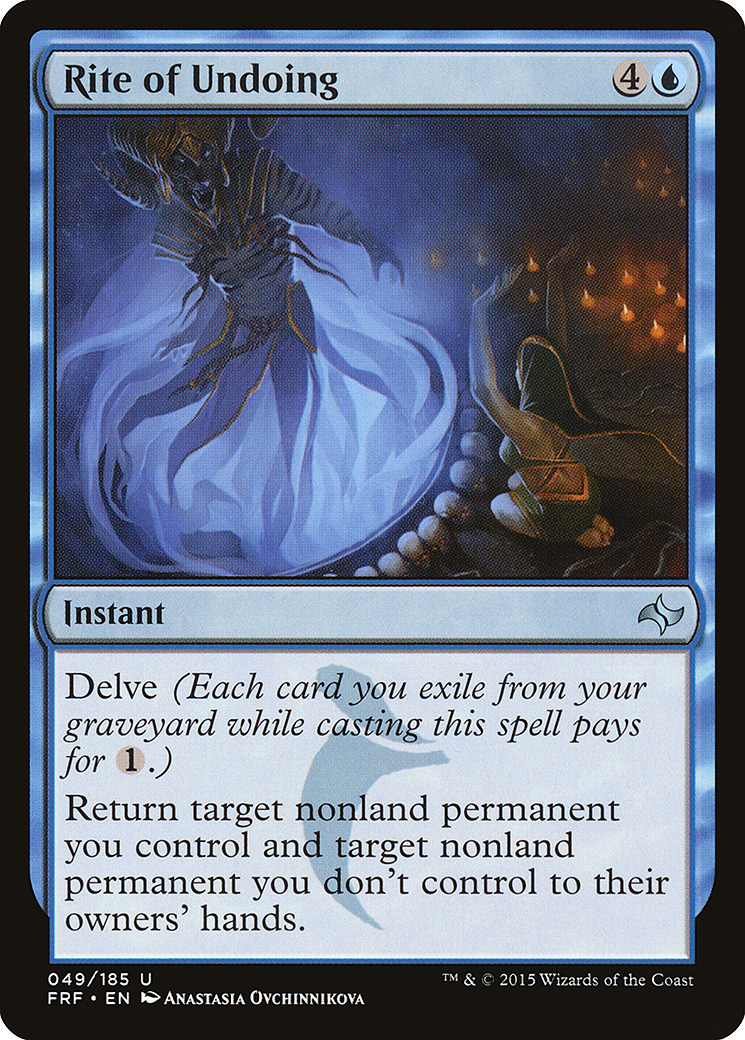 Rite of Undoing 4
Instant
Delve (Each card you exile from your
graveyard while casting this spell pays
for 1.)
Return target nonland permanent
you control and target nonland
permanent you don't control to their
owners' hands.
049/185 U
FRF • EN Anastasia Ovchinnikova
™ & © 2015 Wizards of the Coast